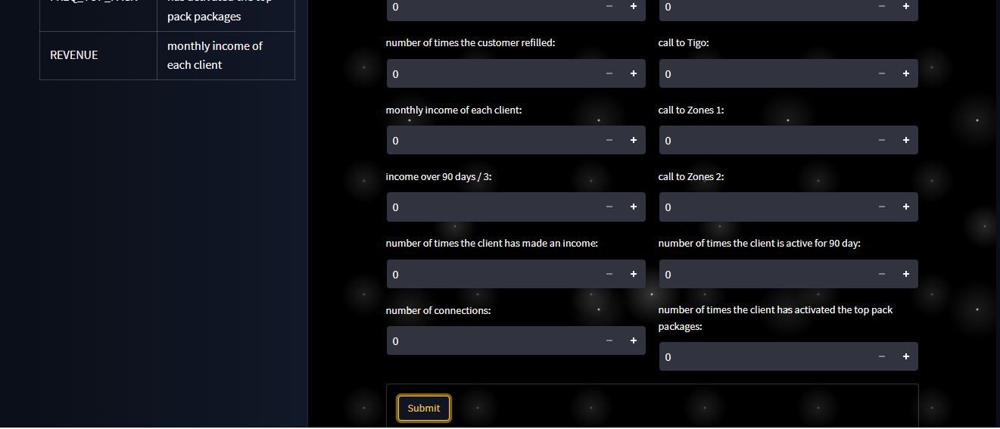 pack packages
REVENUE
monthly income of
each client
0
0
number of times the customer refilled:
call to Tigo:
0
0
monthly income of each client:
call to Zones 1:
0
0
income over 90 days / 3:
call to Zones 2:
0
0
number of times the client has made an income:
number of times the client is active for 90 day:
0
0
number of connections:
number of times the client has activated the top pack
packages:
0
0
Submit